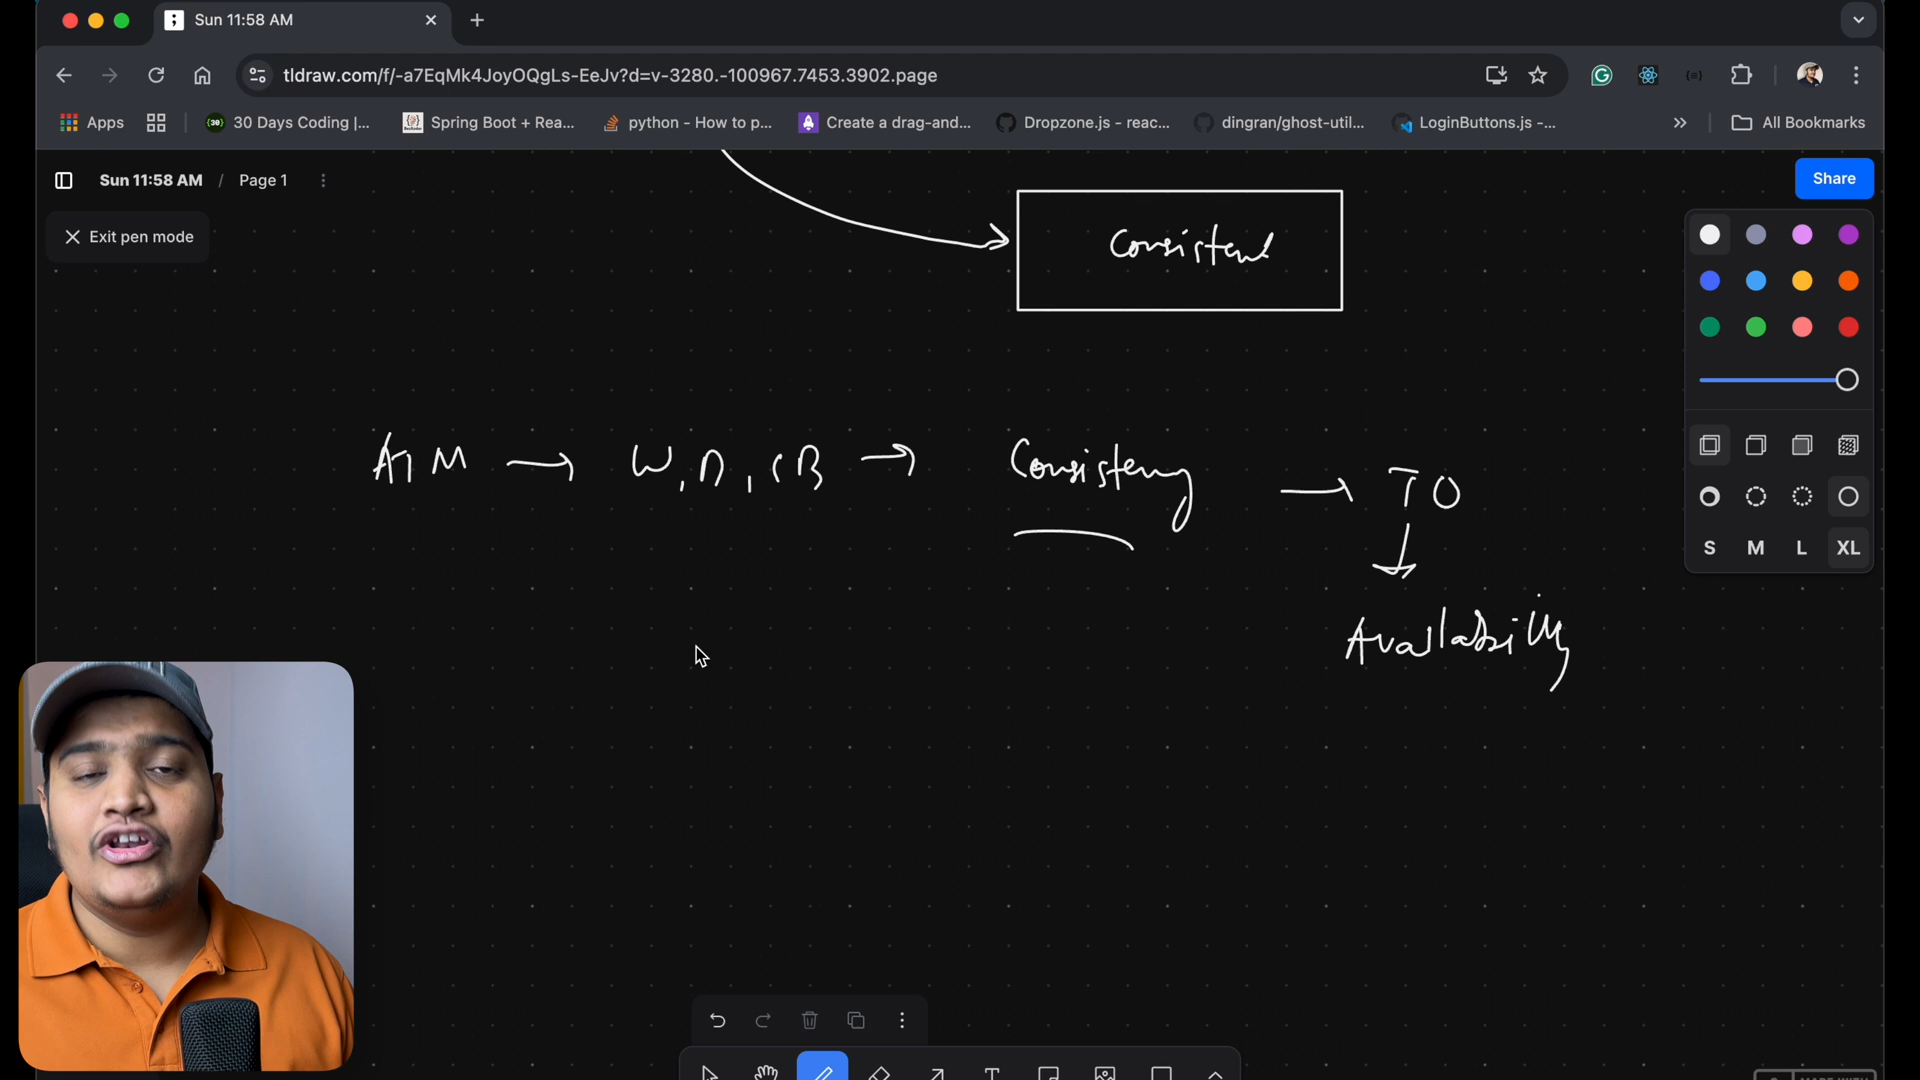 Sun 11:58 AM
tldraw.com/f/-a7EqMk4JoyOQgLs-EeJv?d=v-3280.-100967.7453.3902.page
Apps
30 Days Coding |...
Spring Boot + Rea...
python - How to p...
Create a drag-and...
Dropzone.js - reac...
dingran/ghost-util...
LoginButtons.js -...
»
All Bookmarks
Sun 11:58 AM / Page 1
Share
Exit pen mode
Consistent
ATM → W, D, CB → Consistency → TO
Availability
S M L XL